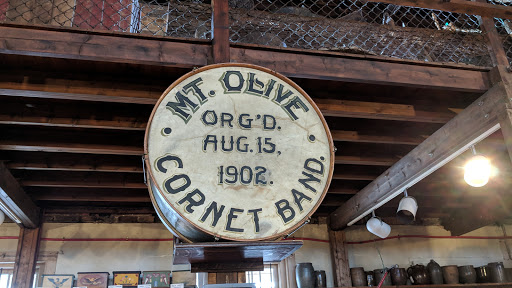 MT. OLIVE
ORG'D.
AUG. 15,
1902.
CORNET BAND.